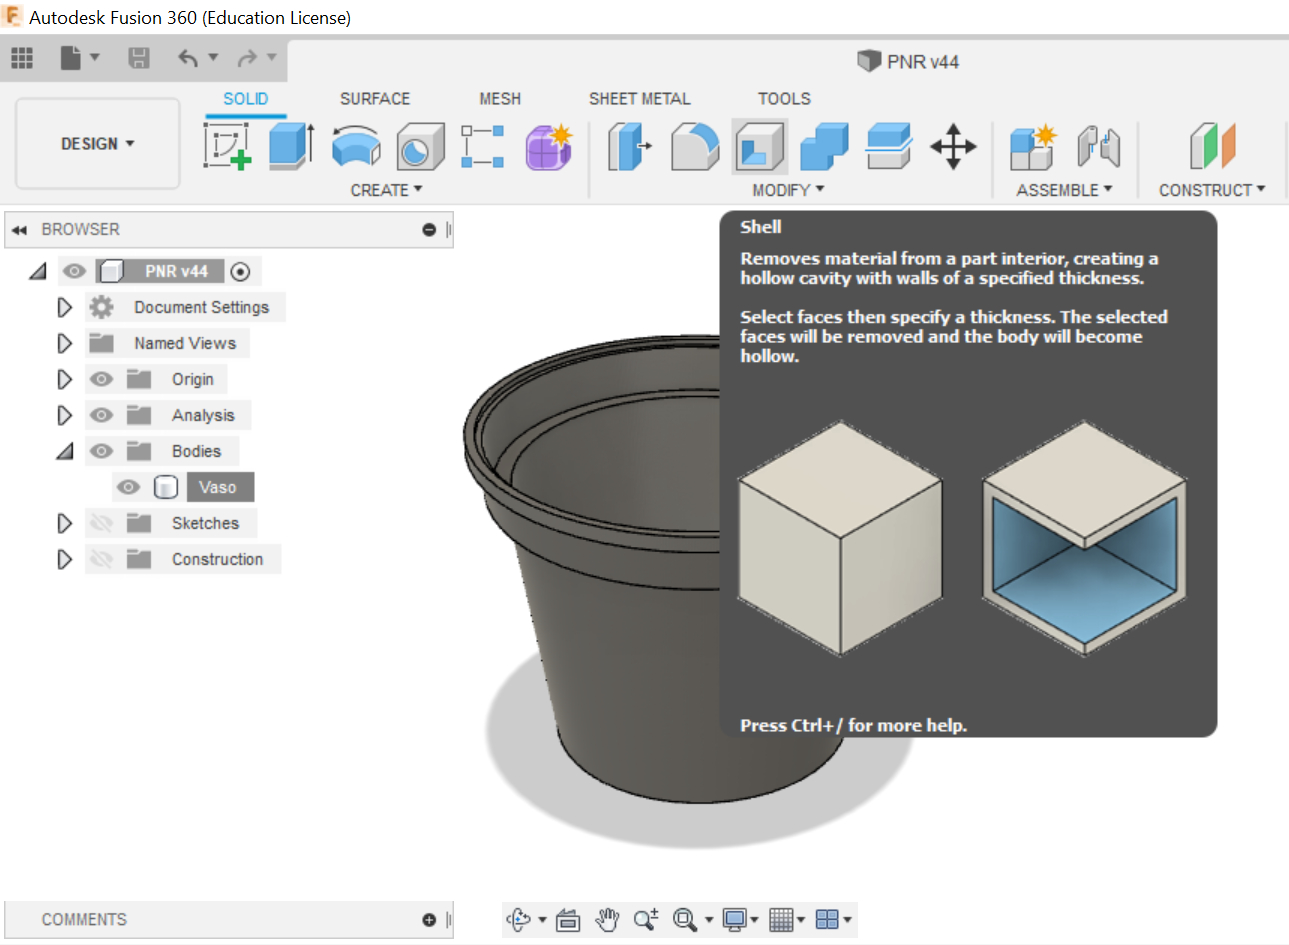 Autodesk Fusion 360 (Education License)
PNR v44
SOLID SURFACE MESH SHEET METAL TOOLS
DESIGN
CREATE MODIFY ASSEMBLE CONSTRUCT
BROWSER
PNR v44
Document Settings
Named Views
Origin
Analysis
Bodies
Vaso
Sketches
Construction
Shell
Removes material from a part interior, creating a
hollow cavity with walls of a specified thickness.
Select faces then specify a thickness. The selected
faces will be removed and the body will become
hollow.
Press Ctrl+/ for more help.
COMMENTS